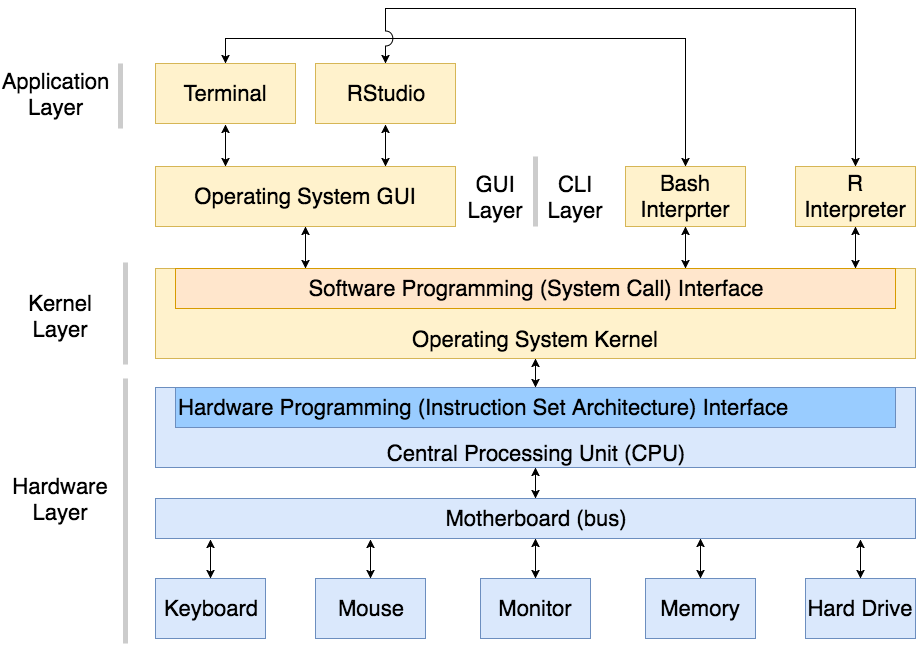 Application
Layer
Terminal
RStudio
Operating System GUI
GUI
Layer
CLI
Layer
Bash
Interprter
R
Interpreter
Kernel
Layer
Software Programming (System Call) Interface
Operating System Kernel
Hardware
Layer
Hardware Programming (Instruction Set Architecture) Interface
Central Processing Unit (CPU)
Motherboard (bus)
Keyboard
Mouse
Monitor
Memory
Hard Drive